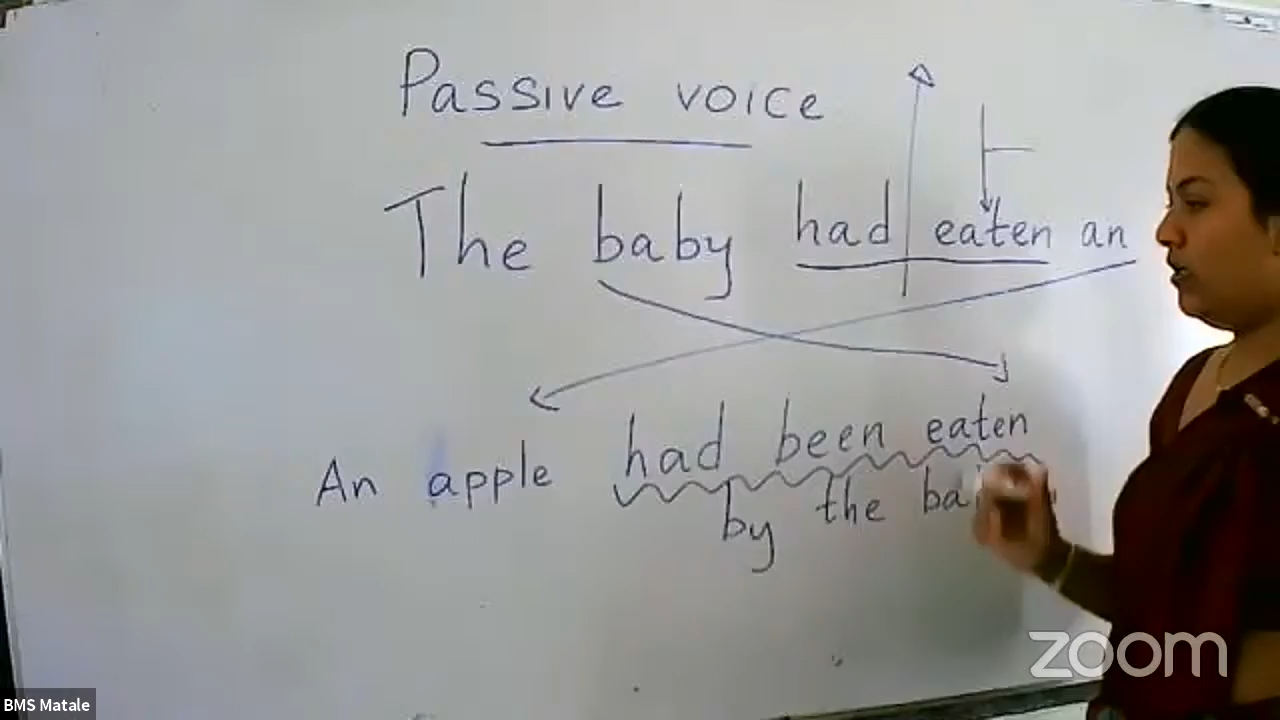 Passive voice
The baby had eaten an
An apple had been eaten
by the
zoom
BMS Matale